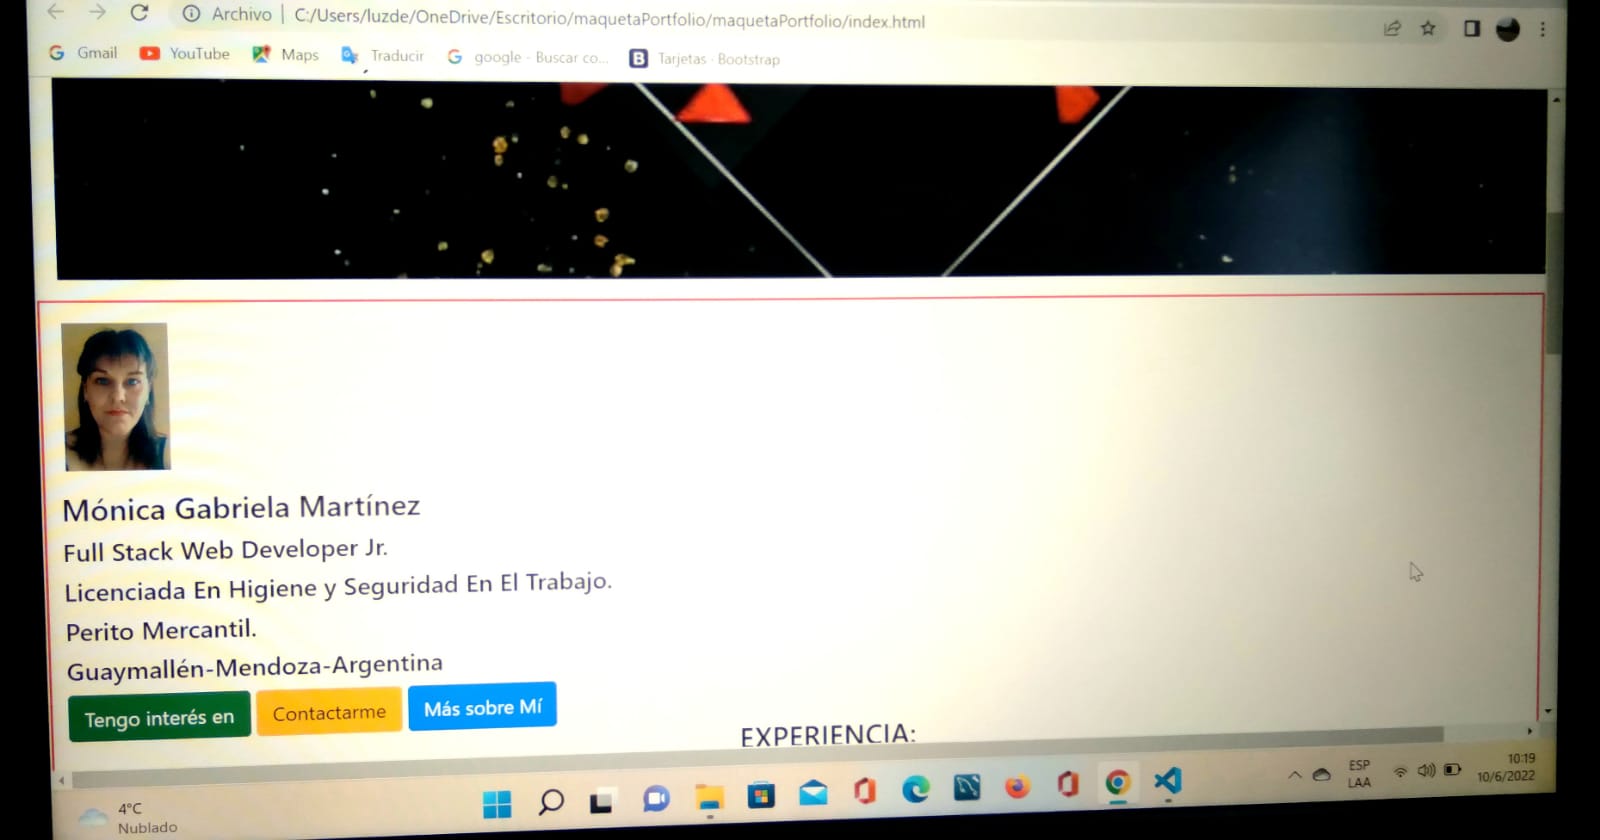 Archivo | C:/Users/luzde/OneDrive/Escritorio/maquetaPortfolio/maquetaPortfolio/index.html
Gmail YouTube Maps Traducir google - Buscar co... B Tarjetas · Bootstrap
Mónica Gabriela Martínez
Full Stack Web Developer Jr.
Licenciada En Higiene y Seguridad En El Trabajo.
Perito Mercantil.
Guaymallén-Mendoza-Argentina
Tengo interés en Contactarme Más sobre Mí
EXPERIENCIA:
4°C
Nublado
ESP
LAA
10:19
10/6/2022